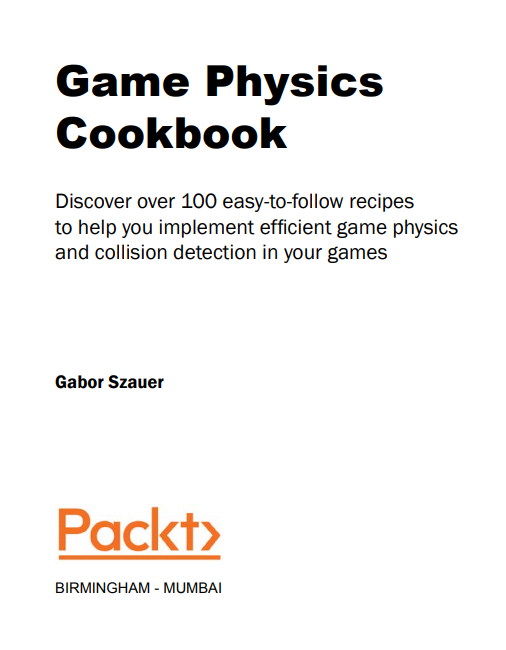 Game Physics
Cookbook
Discover over 100 easy-to-follow recipes
to help you implement efficient game physics
and collision detection in your games
Gabor Szauer
Packt>
BIRMINGHAM - MUMBAI